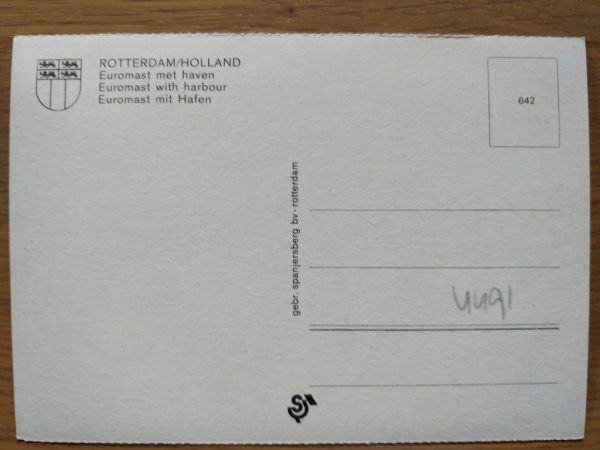 ROTTERDAM/HOLLAND
Euromast met haven
Euromast with harbour
Euromast mit Hafen
642
gebr. spanjersberg bv - rotterdam
4491